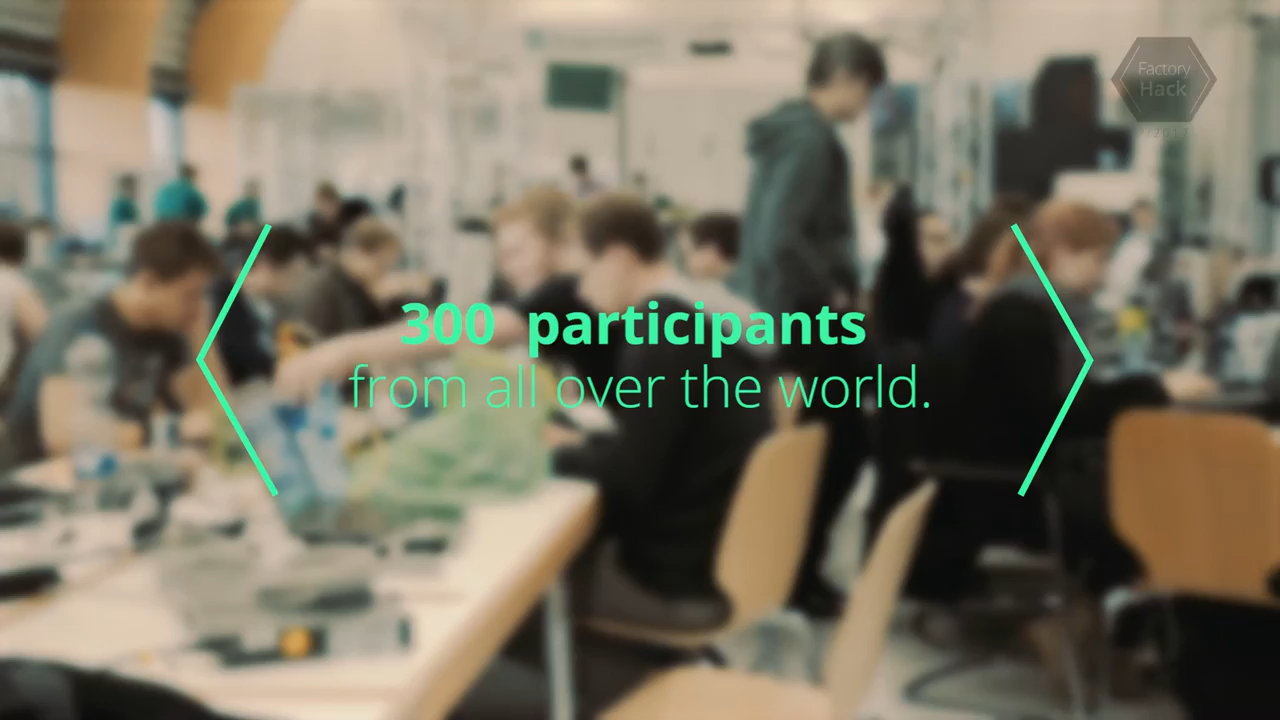 Factory
Hack
300 participants
from all over the world.